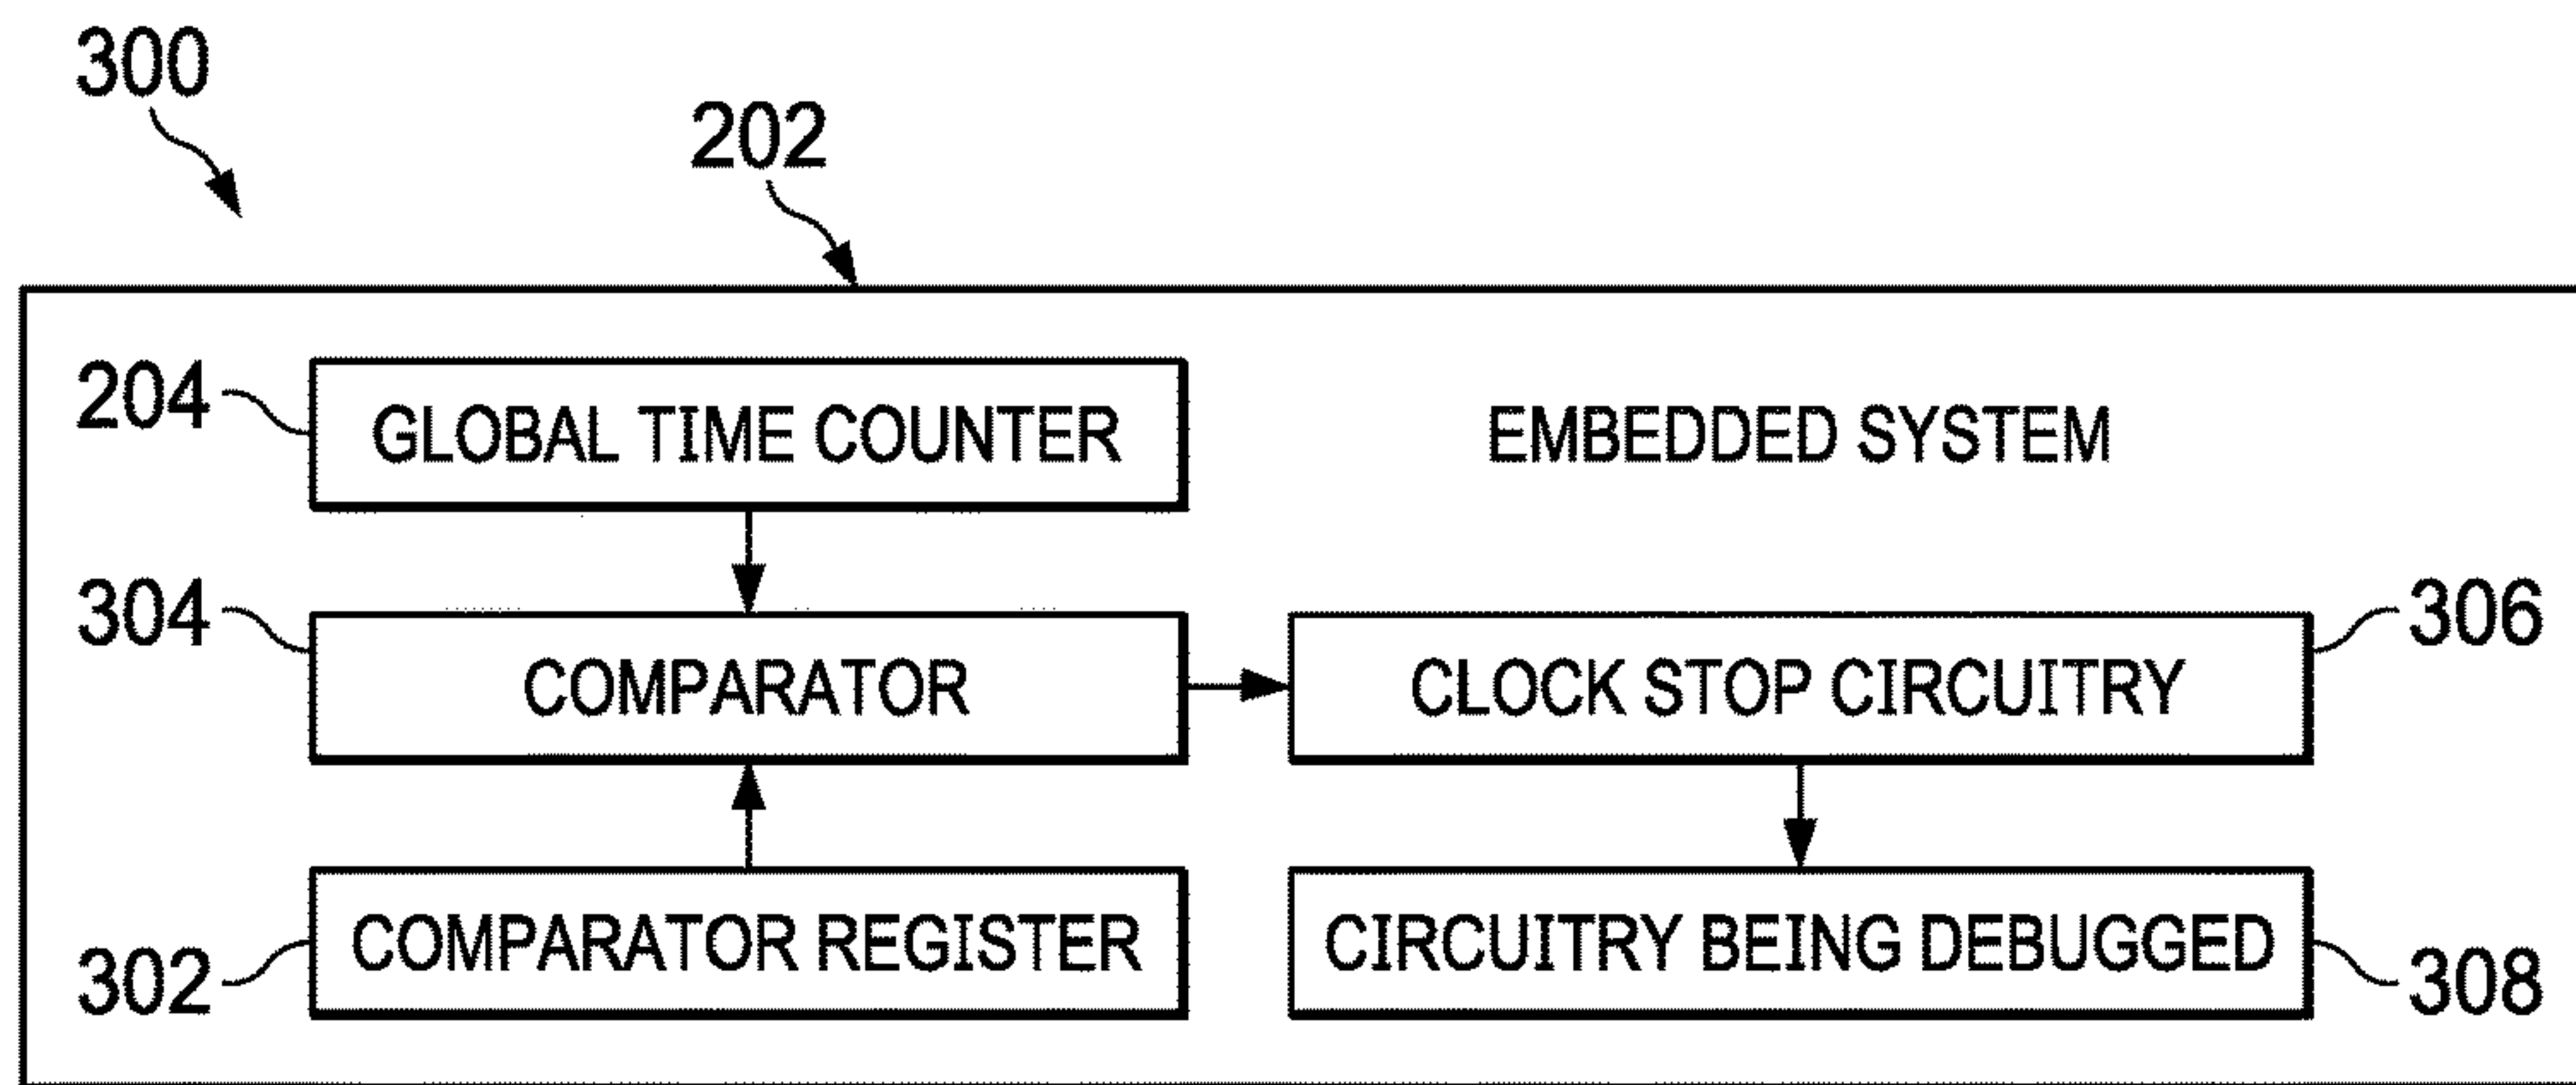 300
202
204 GLOBAL TIME COUNTER EMBEDDED SYSTEM
304 COMPARATOR CLOCK STOP CIRCUITRY 306
302 COMPARATOR REGISTER CIRCUITRY BEING DEBUGGED 308